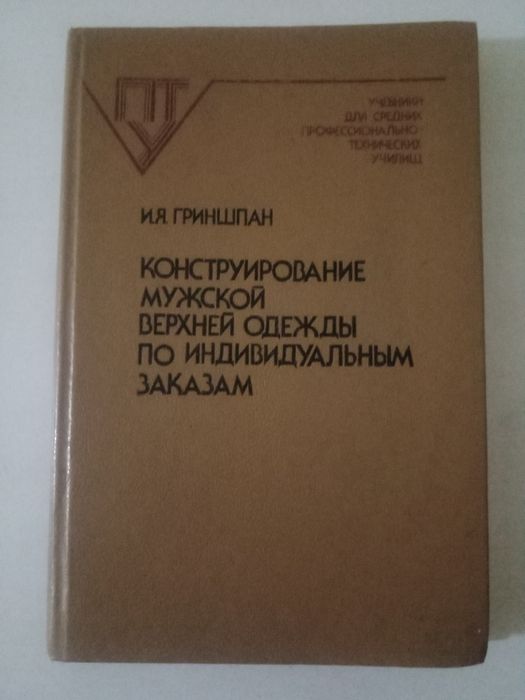 ПТУ
УЧЕБНИКИ
ДЛЯ СРЕДНИХ
ПРОФЕССИОНАЛЬНО-
ТЕХНИЧЕСКИХ
УЧИЛИЩ
И.Я. ГРИНШПАН
КОНСТРУИРОВАНИЕ
МУЖСКОЙ
ВЕРХНЕЙ ОДЕЖДЫ
ПО ИНДИВИДУАЛЬНЫМ
ЗАКАЗАМ